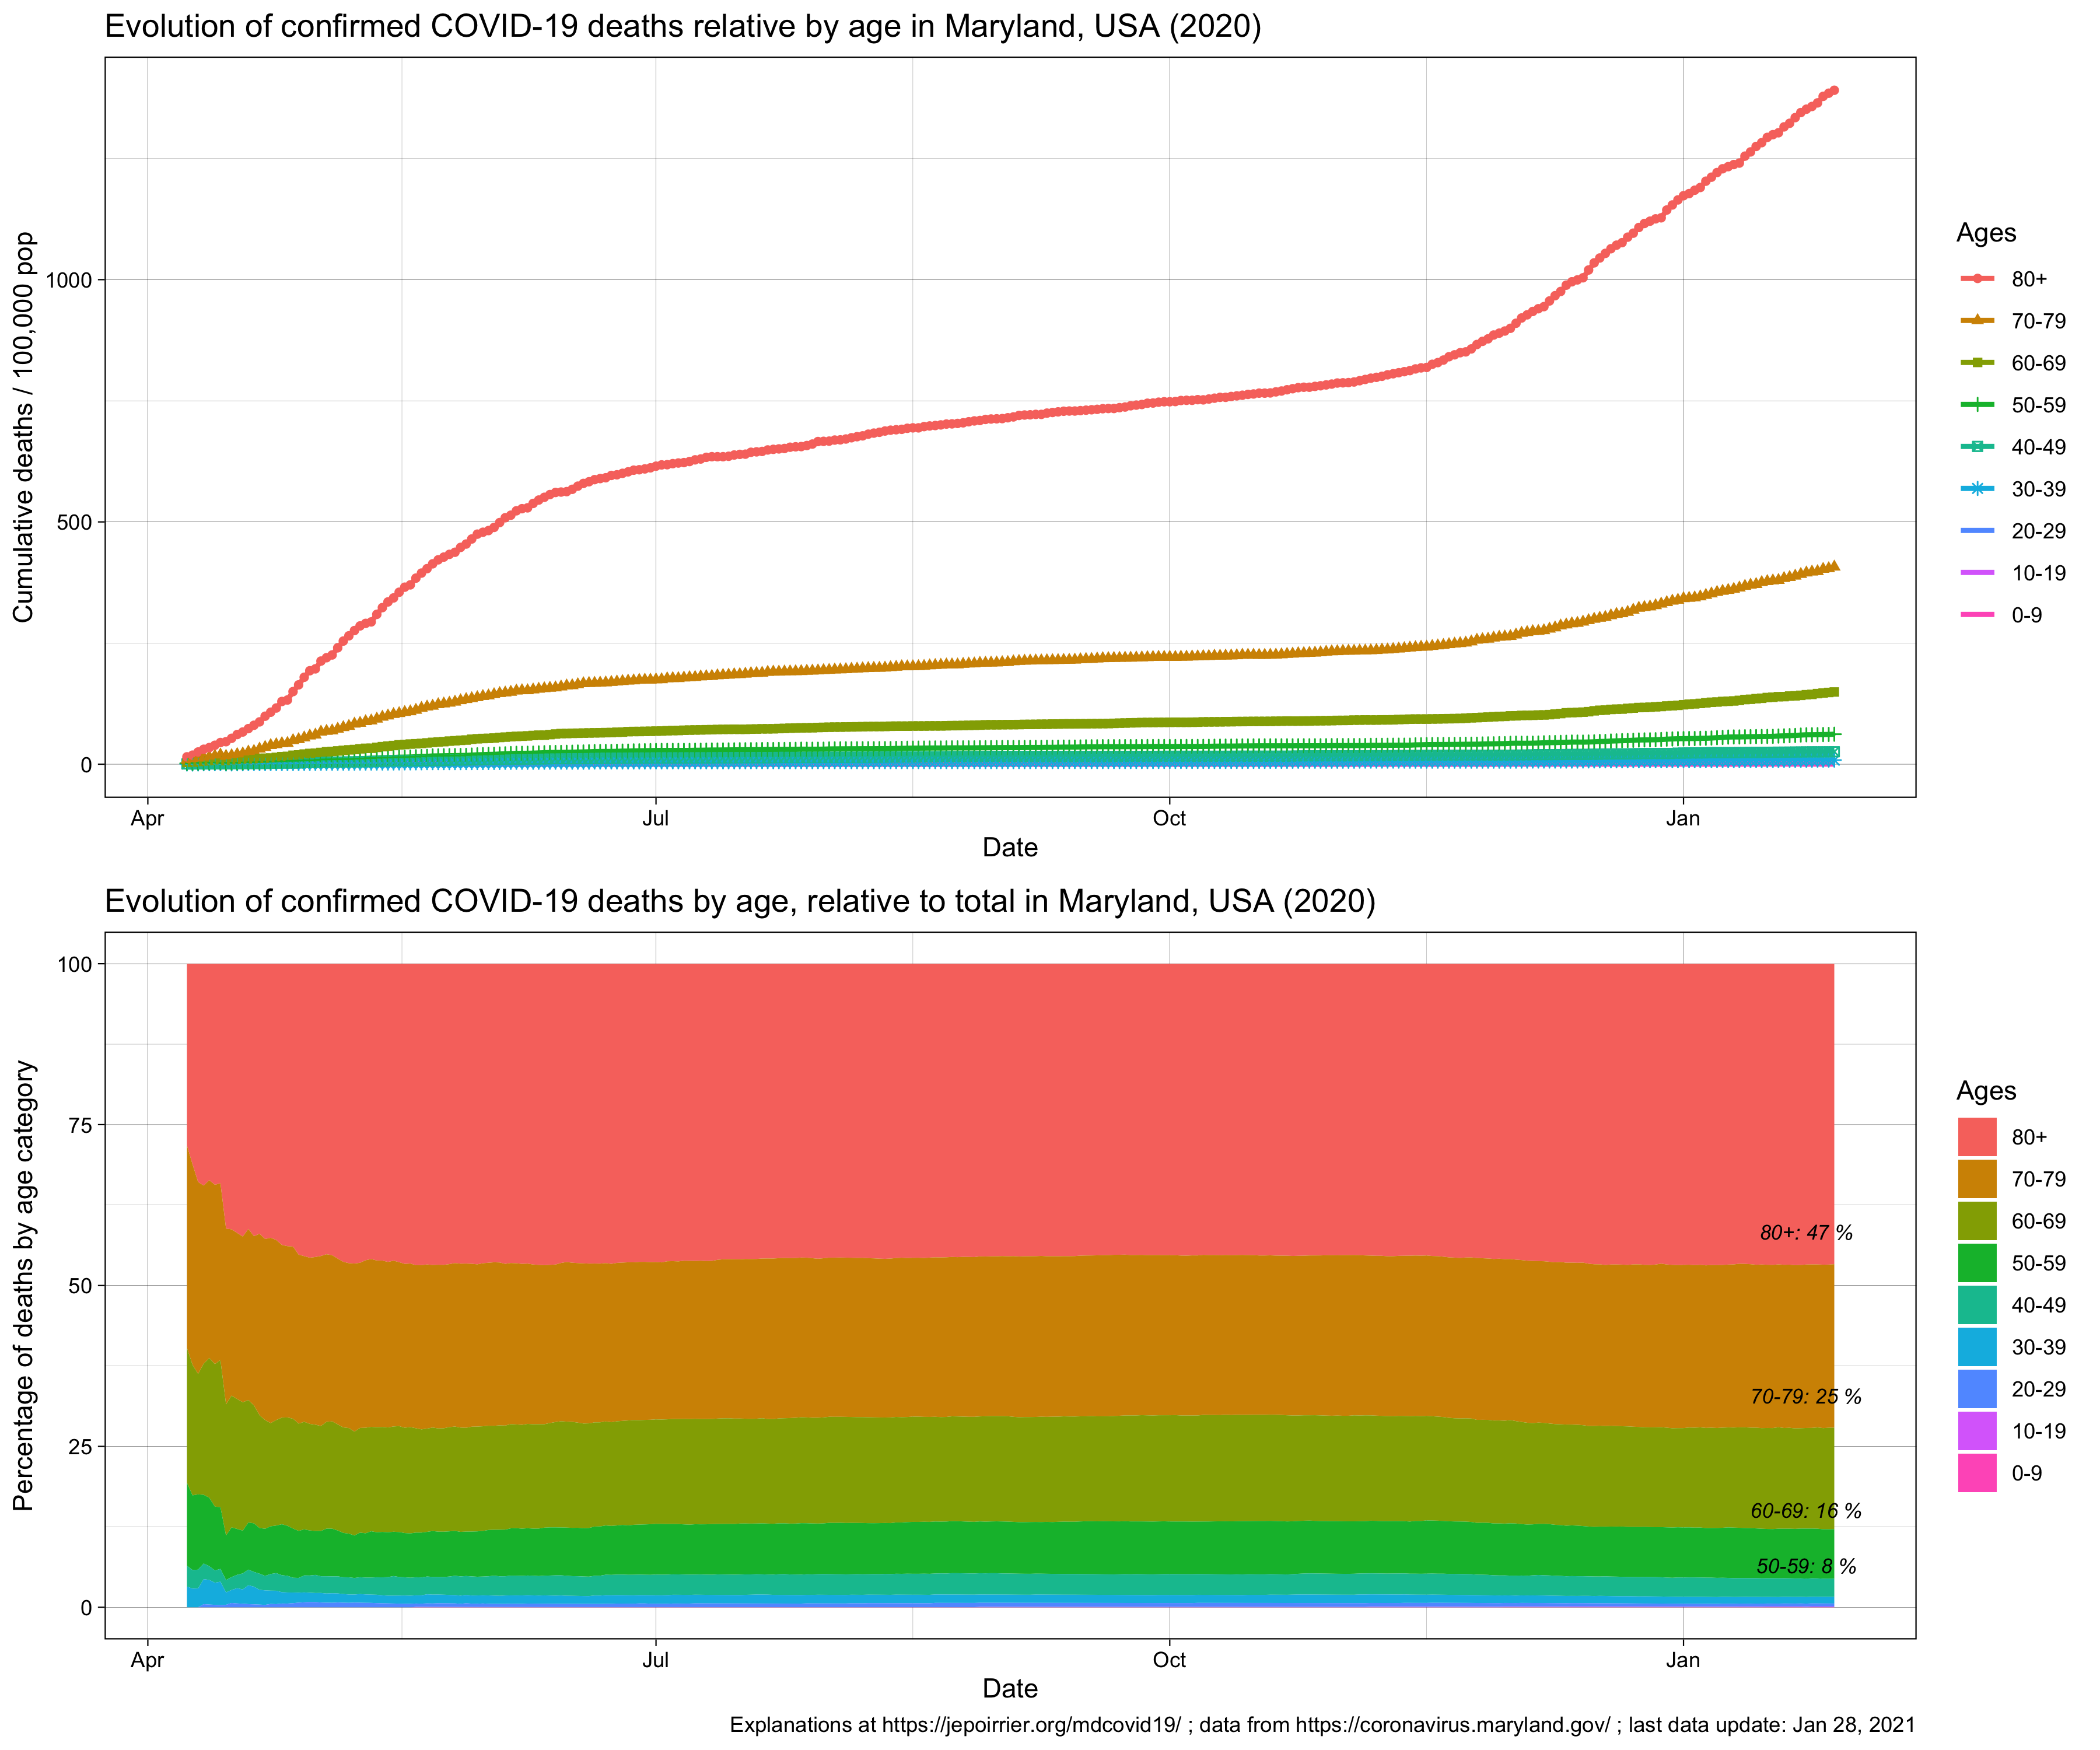 Evolution of confirmed COVID-19 deaths relative by age in Maryland, USA (2020)
Cumulative deaths / 100,000 pop
1000
500
0
Apr
Jul
Oct
Jan
Date
Ages
80+
70-79
60-69
50-59
40-49
30-39
20-29
10-19
0-9
Evolution of confirmed COVID-19 deaths by age, relative to total in Maryland, USA (2020)
Percentage of deaths by age category
100
75
50
25
0
80+: 47 %
70-79: 25 %
60-69: 16 %
50-59: 8 %
Apr
Jul
Oct
Jan
Date
Ages
80+
70-79
60-69
50-59
40-49
30-39
20-29
10-19
0-9
Explanations at https://jepoirrier.org/mdcovid19/ ; data from https://coronavirus.maryland.gov/ ; last data update: Jan 28, 2021